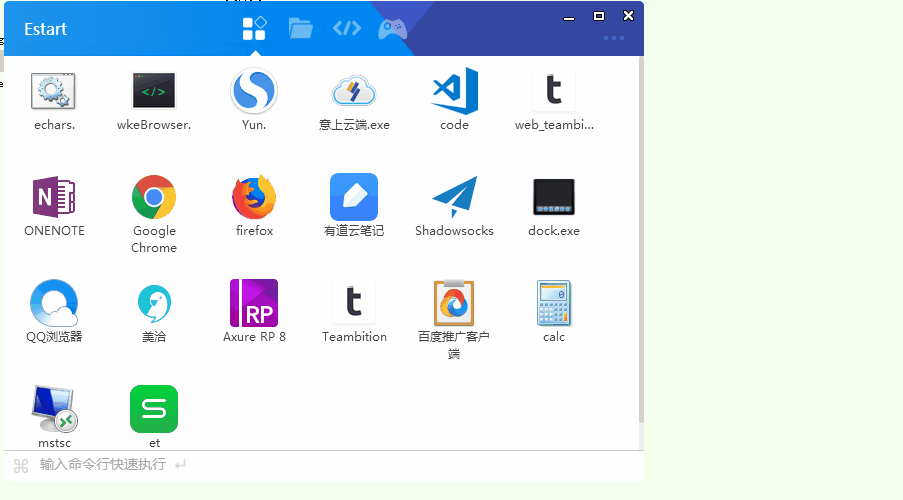 Estart
echars.
wkeBrowser.
Yun.
意上云端.exe
code
web_teambi...
ONENOTE
Google
Chrome
firefox
有道云笔记
Shadowsocks
dock.exe
QQ浏览器
美洽
Axure RP 8
Teambition
百度推广客户
端
calc
mstsc
et
输入命令行快速执行